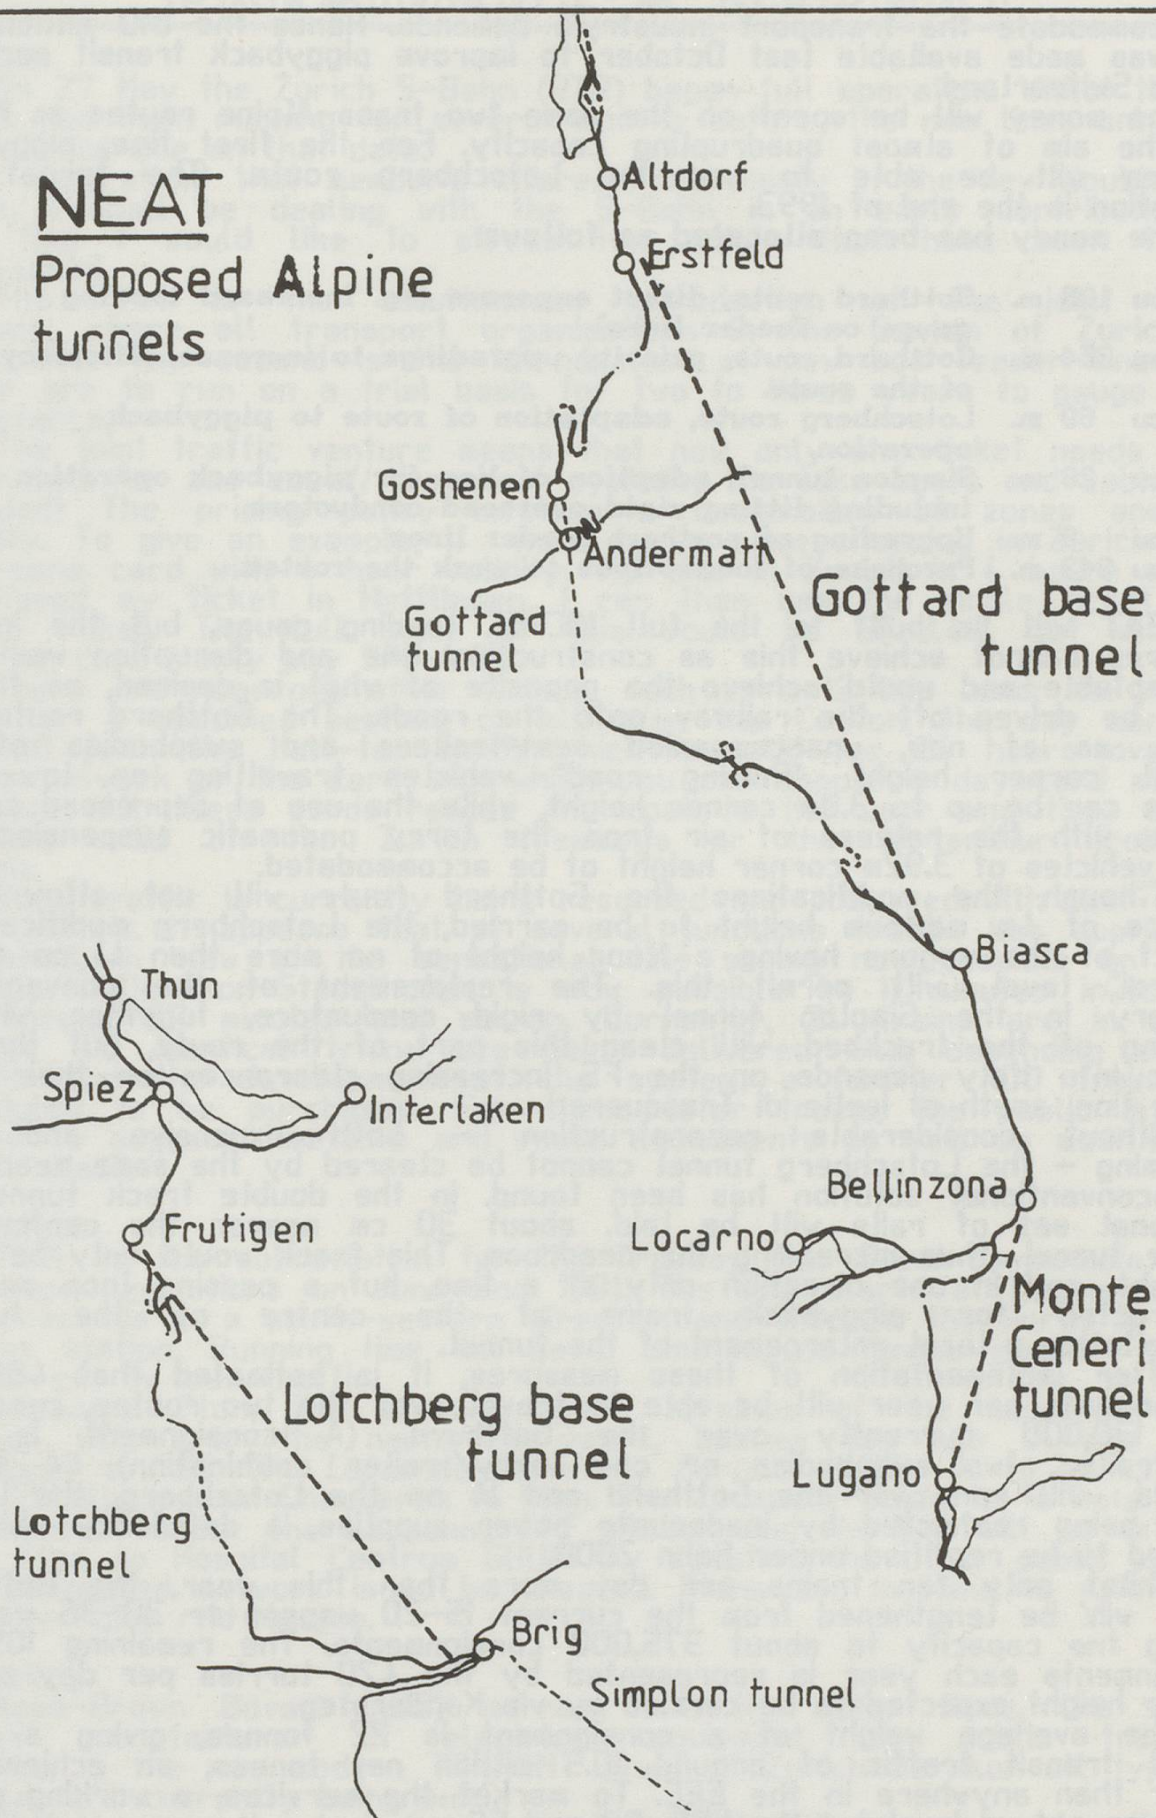 NEAT
Proposed Alpine
tunnels
Altdorf
Erstfeld
Goshenen
Andermatt
Gottard
tunnel
Gottard base
tunnel
Biasca
Thun
Spiez
Interlaken
Frutigen
Bellinzona
Locarno
Monte
Ceneri
tunnel
Lotchberg base
tunnel
Lugano
Lotchberg
tunnel
Brig
Simplon tunnel